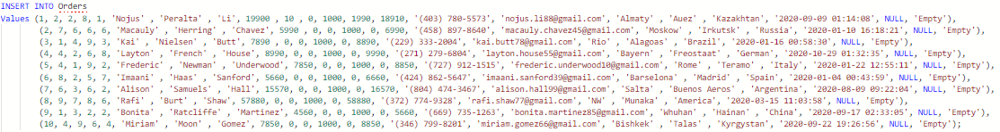 INSERT INTO Orders
Values (1, 2, 2, 8, 1, 'Nojus' , 'Peralta' , 'Li', 19900 , 10 , 0, 1000, 1990, 18910, '(403) 780-5573', 'nojus.li88@gmail.com', 'Almaty' , 'Auez' , 'Kazakhtan', '2020-09-09 01:14:08', NULL, 'Empty'),
(2, 7, 6, 6, 6, 'Macauly' , 'Herring' , 'Chavez', 5990 , 0, 0, 1000, 0, 6990, '(458) 897-8640', 'macauly.chavez45@gmail.com', 'Moskow' , 'Irkutsk' , 'Russia', '2020-01-10 16:18:21', NULL, 'Empty'),
(3, 1, 4, 9, 3, 'Kai' , 'Nielsen' , 'Butt', 7890 , 0, 0, 1000, 0, 8890, '(229) 333-2004', 'kai.butt78@gmail.com', 'Rio' , 'Alagoas' , 'Brazil', '2020-01-16 00:58:30', NULL, 'Empty'),
(4, 4, 2, 6, 8, 'Layton' , 'French' , 'House', 8990, 0, 0, 1000, 0, 9990, '(271) 279-6804', 'layton.house55@gmail.com', 'Bayern' , 'Freostaat' , 'German', '2020-10-29 01:32:35', NULL, 'Empty'),
(5, 4, 1, 9, 2, 'Frederic' , 'Newman' , 'Underwood', 7850, 0, 0, 1000, 0, 8850, '(727) 912-1515', 'frederic.underwood10@gmail.com', 'Rome' , 'Teramo' , 'Italy', '2020-01-22 12:55:11', NULL, 'Empty'),
(6, 8, 2, 5, 7, 'Imaani' , 'Haas' , 'Sanford', 5660, 0, 0, 1000, 0, 6660, '(424) 862-5647', 'imaani.sanford39@gmail.com', 'Barselona' , 'Madrid' , 'Spain', '2020-01-04 00:43:59', NULL, 'Empty'),
(7, 6, 3, 6, 2, 'Alison' , 'Samuels' , 'Hall', 15570, 0, 0, 1000, 0, 16570, '(804) 474-3467', 'alison.hall99@gmail.com', 'Salta' , 'Buenos Aeros' , 'Argentina', '2020-08-09 09:22:04', NULL, 'Empty'),
(8, 9, 7, 8, 6, 'Rafi' , 'Burt' , 'Shaw', 57880, 0, 0, 1000, 0, 58880, '(372) 774-9328', 'rafi.shaw77@gmail.com', 'NW' , 'Munaka' , 'America', '2020-03-15 11:03:58', NULL, 'Empty'),
(9, 1, 3, 2, 2, 'Bonita' , 'Ratcliffe' , 'Martinez', 4560, 0, 0, 1000, 0, 5660, '(669) 735-1263', 'bonita.martinez85@gmail.com', 'Whuhan' , 'Hainan' , 'China', '2020-09-17 02:33:05', NULL, 'Empty'),
(10, 4, 9, 6, 4, 'Miriam' , 'Moon' , 'Gomez', 7850, 0, 0, 1000, 0, 8850, '(346) 799-8201', 'miriam.gomez66@gmail.com', 'Bishkek' , 'Talas' , 'Kyrgystan', '2020-09-22 19:26:56', NULL, 'Empty');